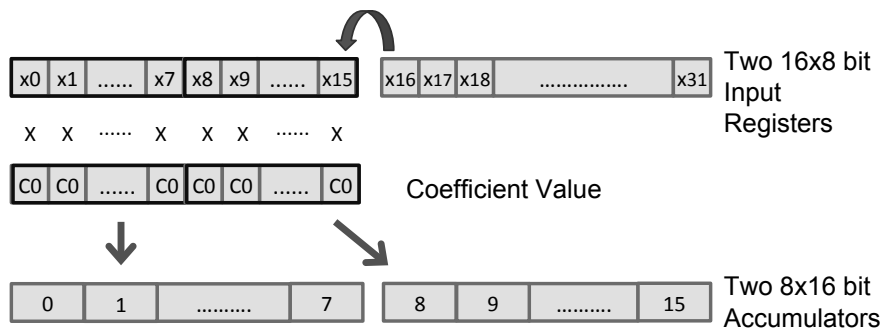 x0 x1 ...... x7 x8 x9 ...... x15 x16 x17 x18 ................ x31
Two 16x8 bit
Input
Registers
X X ...... X X X ...... X
C0 C0 ...... C0 C0 C0 ...... C0
Coefficient Value
0 1 .......... 7 8 9 .......... 15
Two 8x16 bit
Accumulators